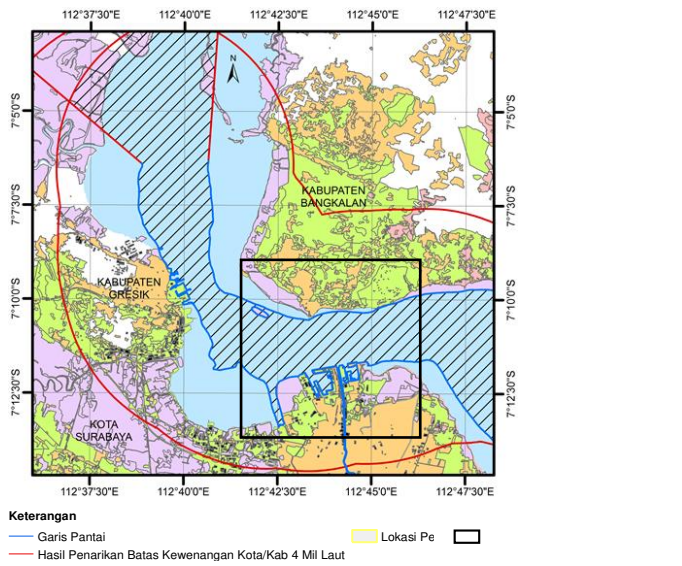 112°37'30"E 112°40'0"E 112°42'30"E 112°45'0"E 112°47'30"E
N
7°5'0"S 7°5'0"S
KABUPATEN
BANGKALAN
7°7'30"S 7°7'30"S
KABUPATEN
GRESIK
7°10'0"S 7°10'0"S
7°12'30"S 7°12'30"S
KOTA
SURABAYA
112°37'30"E 112°40'0"E 112°42'30"E 112°45'0"E 112°47'30"E
Keterangan
Garis Pantai Lokasi Pe
Hasil Penarikan Batas Kewenangan Kota/Kab 4 Mil Laut